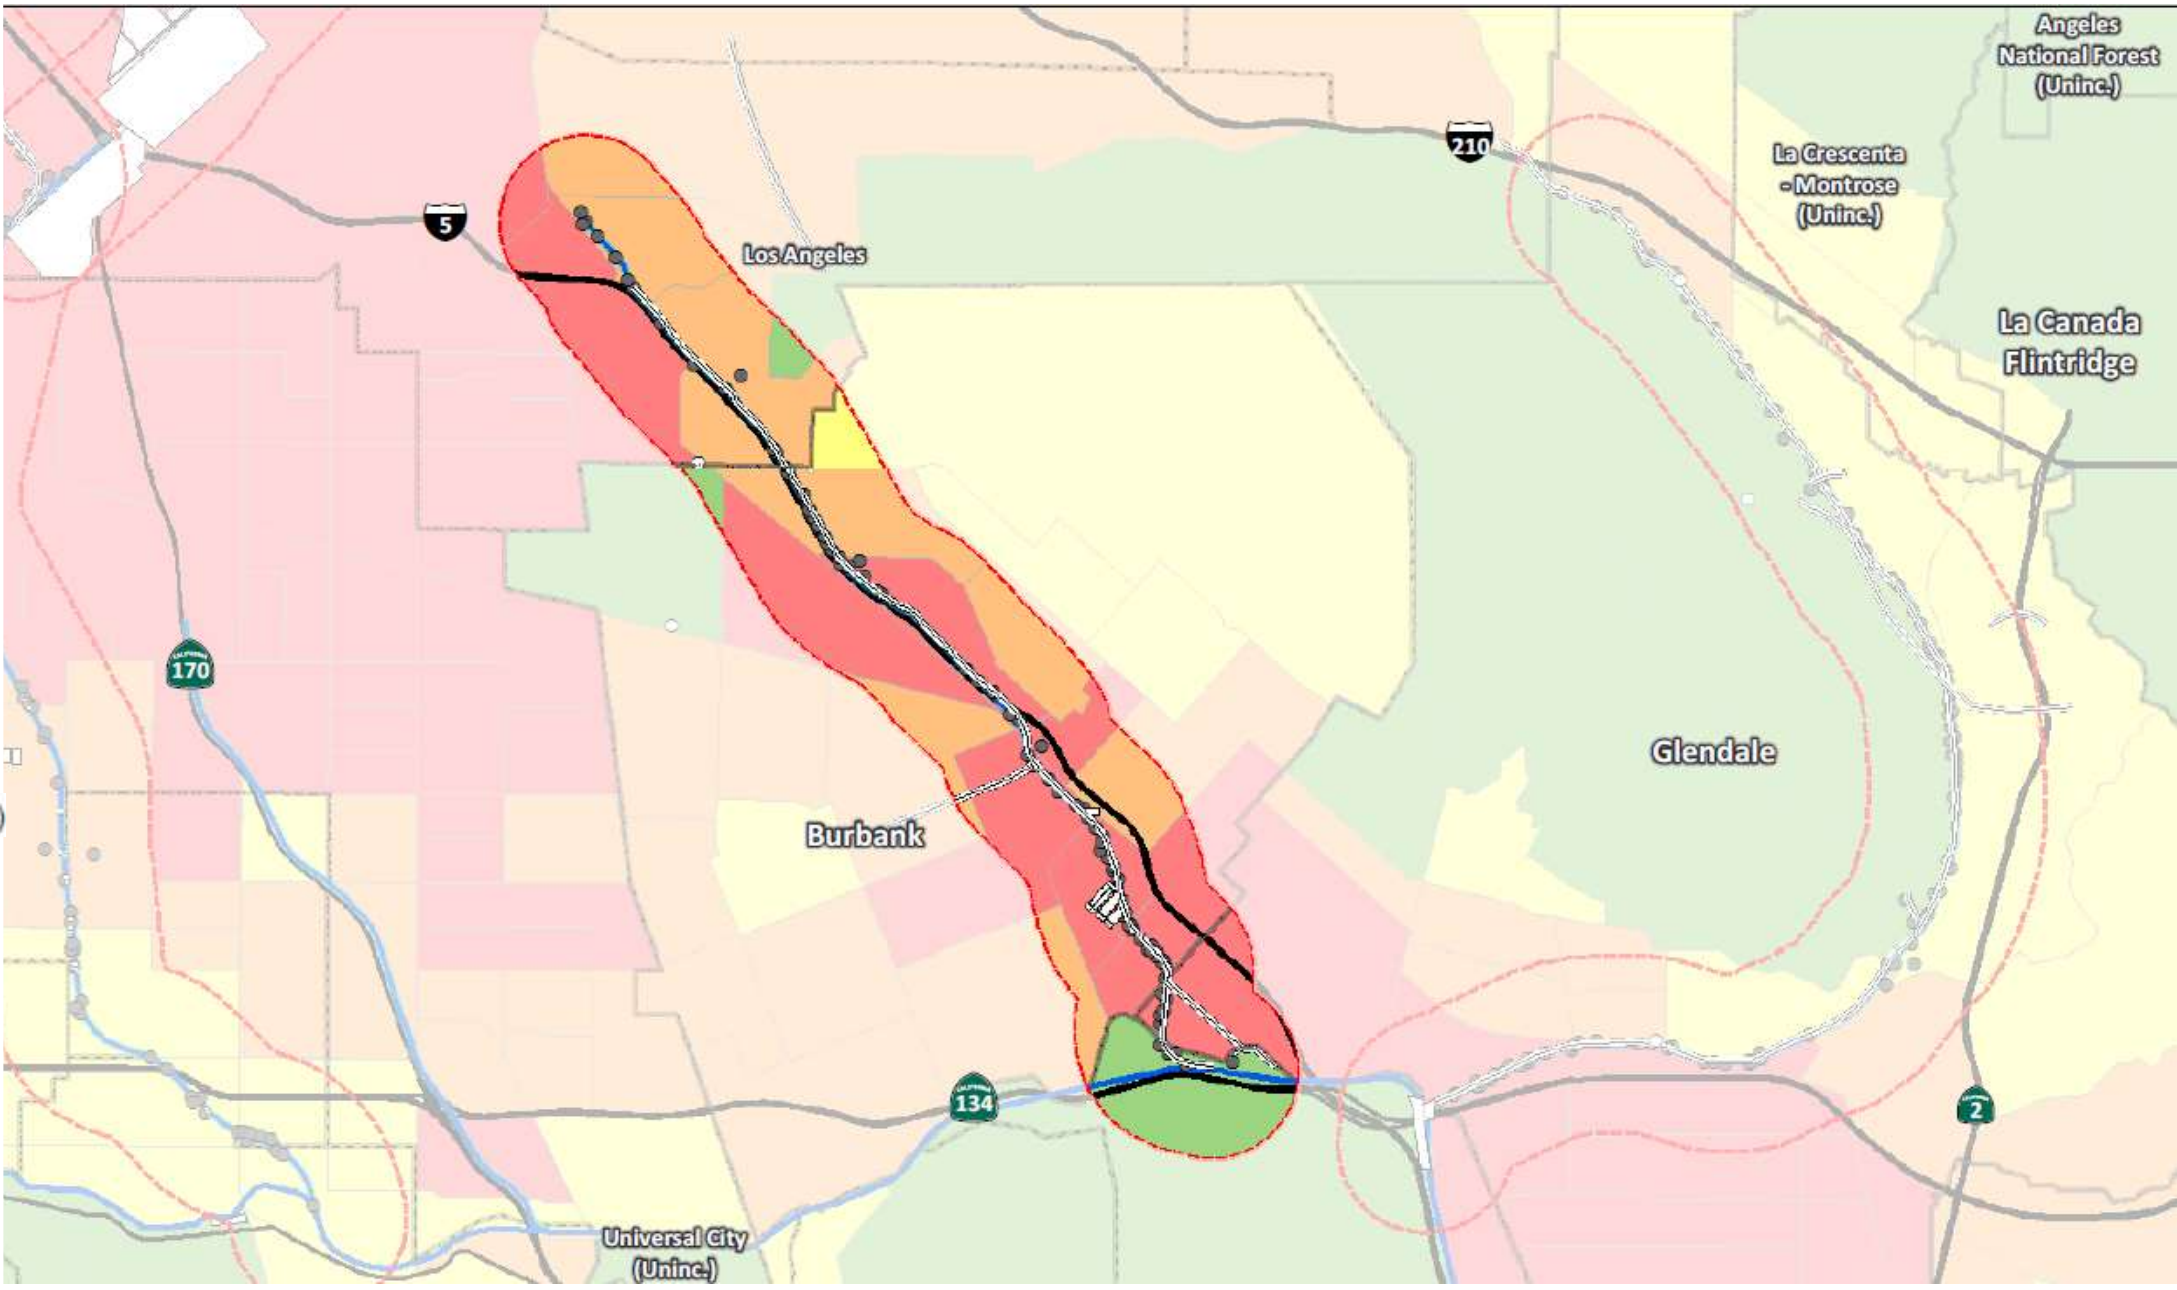 Angeles
National Forest
(Uninc.)
210
La Crescenta
- Montrose
(Uninc.)
5
Los Angeles
La Canada
Flintridge
170
Glendale
Burbank
134
2
Universal City
(Uninc.)